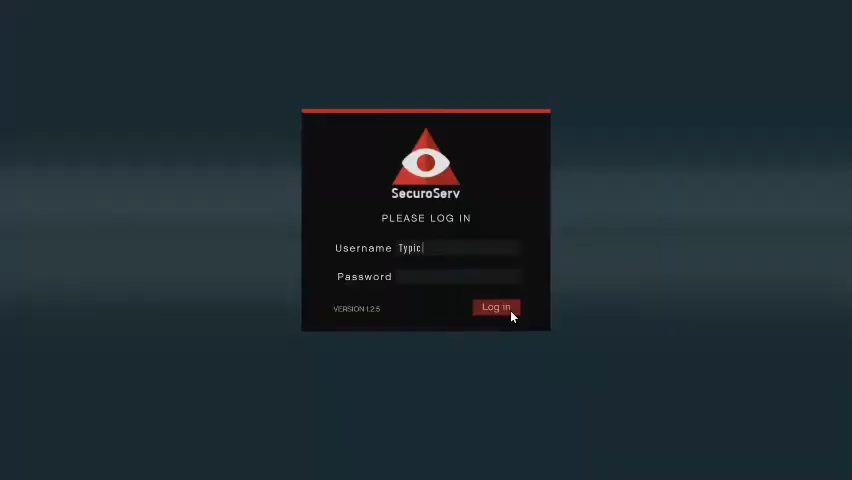 SecuroServ
PLEASE LOG IN
Username Typic
Password
VERSION 1.2.5 Log in